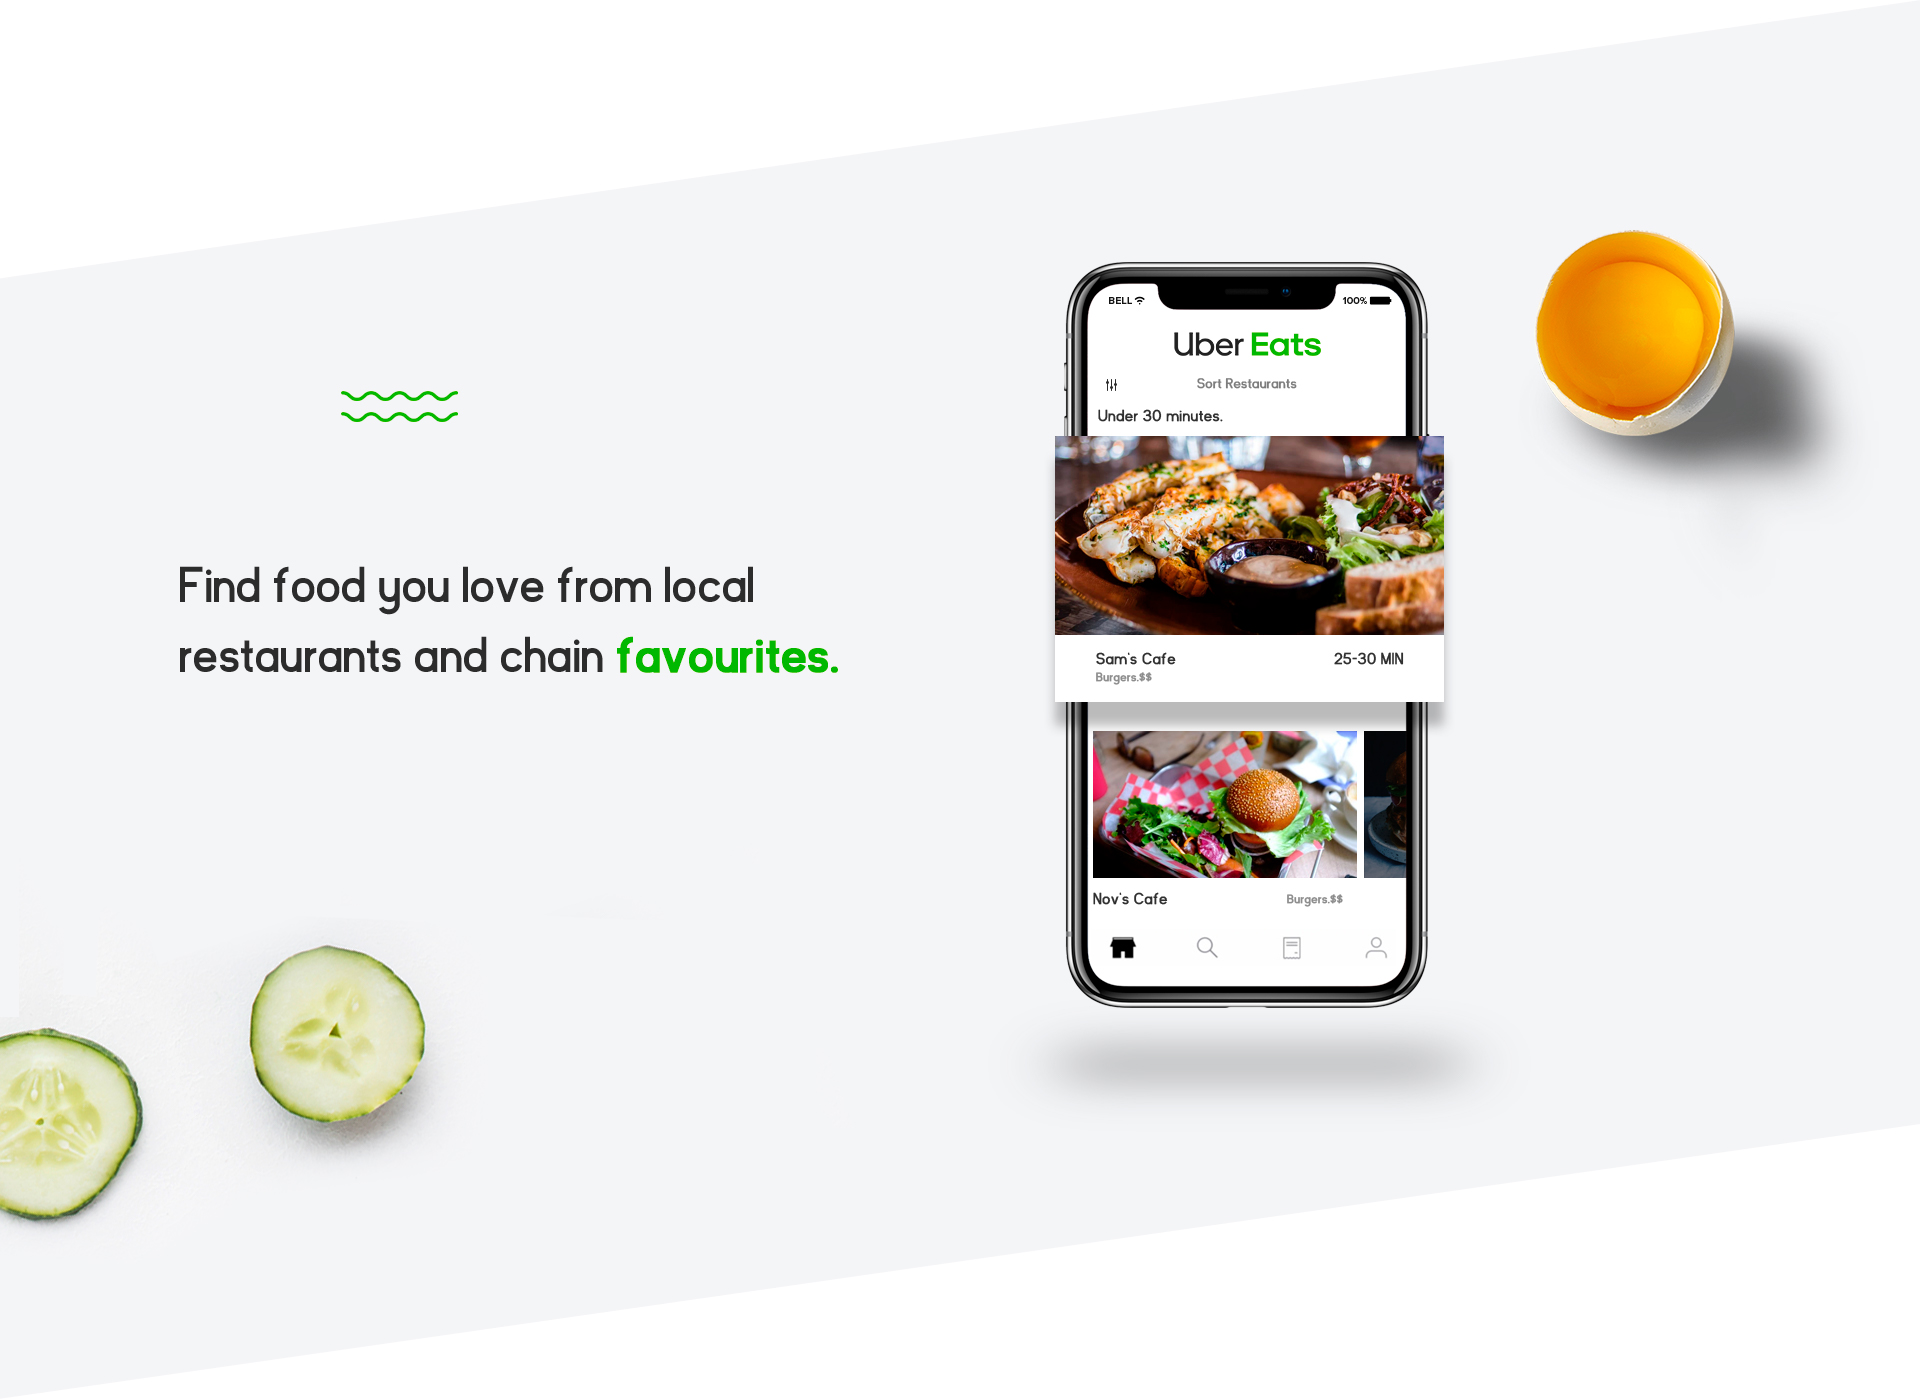 Find food you love from local
restaurants and chain favourites.
BELL
100%
Uber Eats
Sort Restaurants
Under 30 minutes.
Sam's Cafe
25-30 MIN
Burgers.$$
Nov's Cafe
Burgers.$$